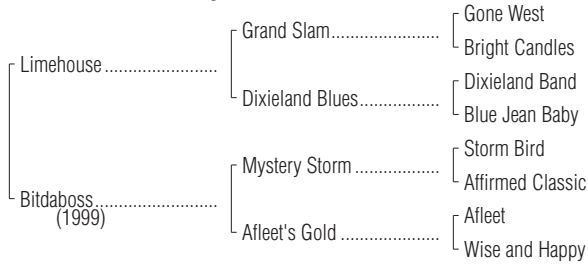 Gone West
Grand Slam........................
Bright Candles
Limehouse .........................
Dixieland Band
Dixieland Blues..................
Blue Jean Baby
Storm Bird
Mystery Storm ...................
Affirmed Classic
Bitdaboss...........................
(1999)
Afleet
Afleet's Gold .....................
Wise and Happy